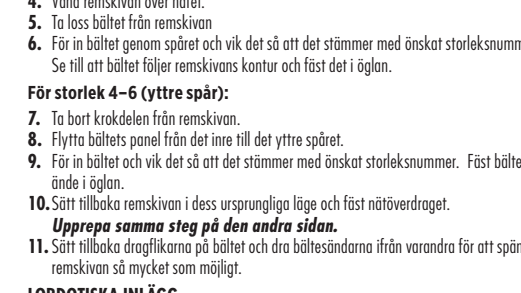 4. Vänd remskivan över nätet.
5. Ta loss bältet från remskivan
6. För in bältet genom spåret och vik det så att det stämmer med önskat
Se till att bältet följer remskivans kontur och fäst det i öglan.
För storlek 4–6 (yttre spår):
7. Ta bort krokdelen från remskivan.
8. Flytta bältets panel från det inre till det yttre spåret.
9. För in bältet och vik det så att det stämmer med önskat storleksnummer. Fäst
ände i öglan.
10. Sätt tillbaka remskivan i dess ursprungliga läge och fäst nätöverdraget.
Upprepa samma steg på den andra sidan.
11. Sätt tillbaka dragflikarna på bältet och dra bältesändarna ifrån varandra för att
remskivan så mycket som möjligt.
LORDOTISKA INLÄGG